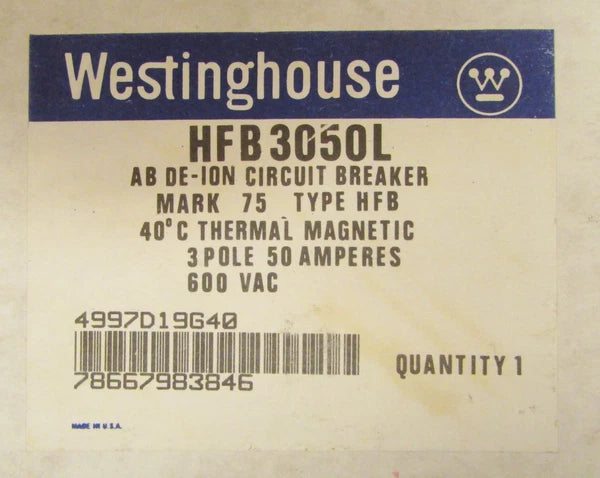 Westinghouse
W
HFB3050L
AB DE-ION CIRCUIT BREAKER
MARK 75 TYPE HFB
40°C THERMAL MAGNETIC
3 POLE 50 AMPERES
600 VAC
4997D19G40
78667983846
QUANTITY 1
MADE IN U.S.A.